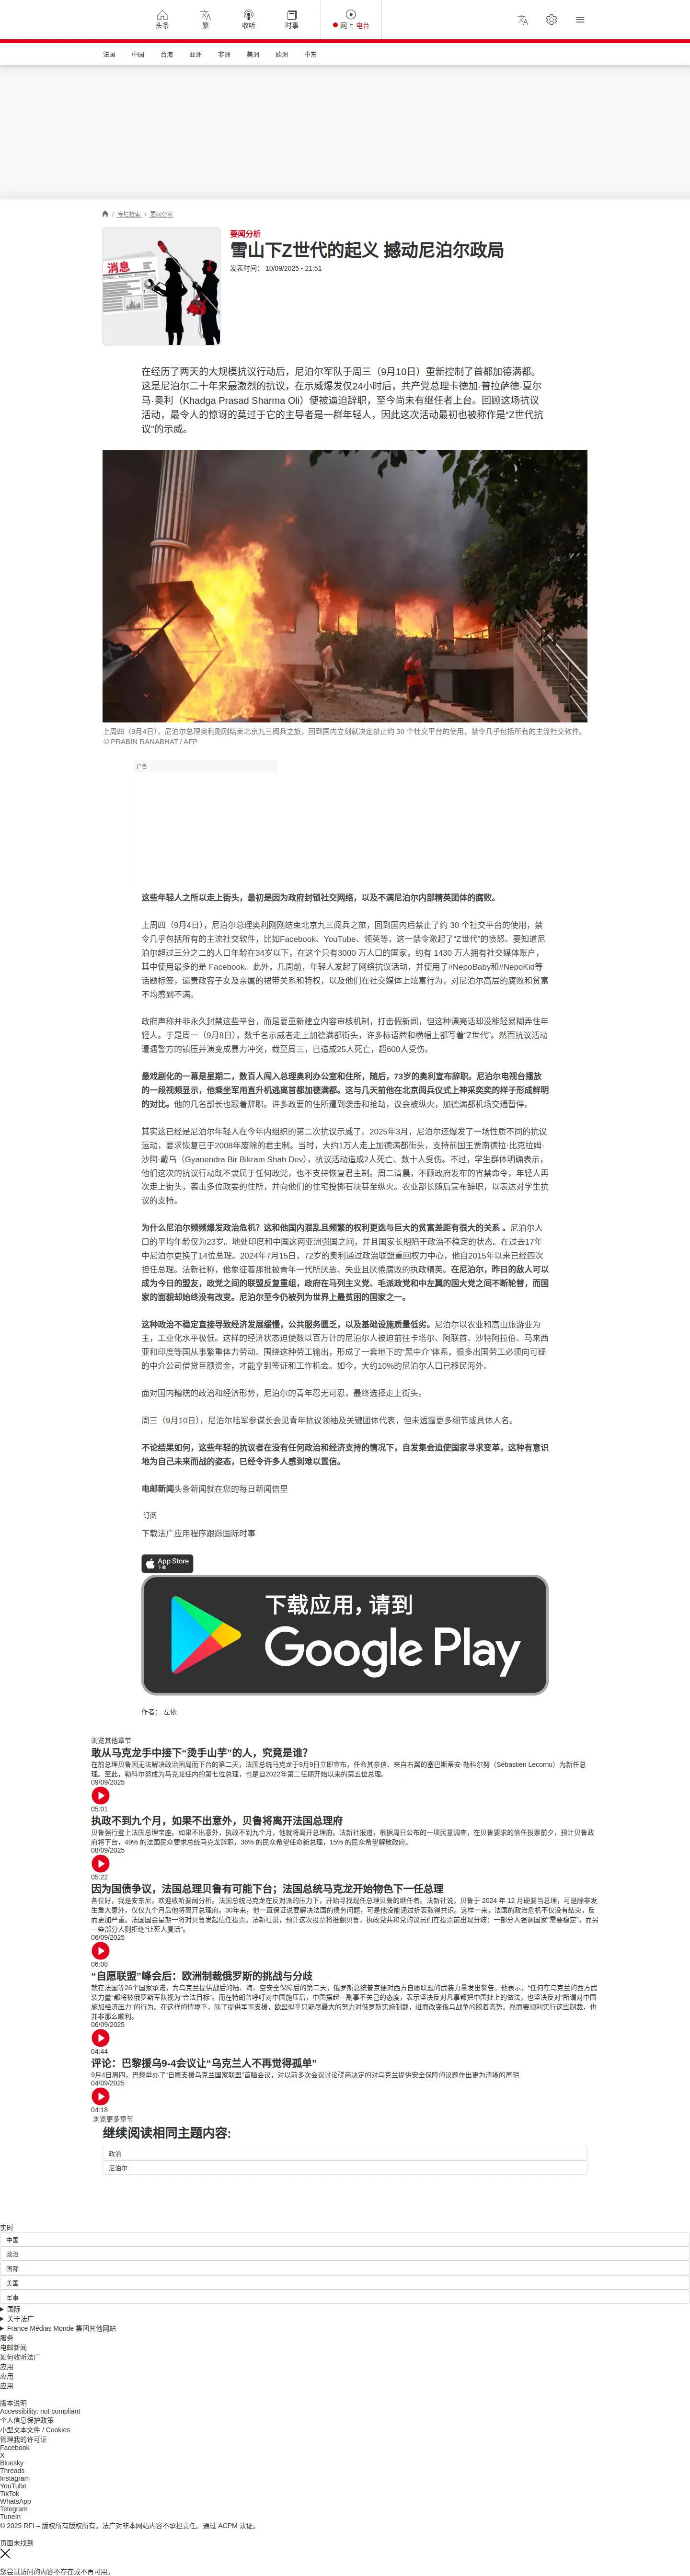 头条
繁
收听
时事
网上 电台
法国
中国
台海
亚洲
非洲
美洲
欧洲
中东
/ 专栏检索 / 要闻分析
消息
要闻分析
雪山下Z世代的起义 撼动尼泊尔政局
发表时间： 10/09/2025 - 21:51
在经历了两天的大规模抗议行动后，尼泊尔军队于周三（9月10日）重新控制了首都加德满都。
这是尼泊尔二十年来最激烈的抗议，在示威爆发仅24小时后，共产党总理卡德加·普拉萨德·夏尔
马·奥利（Khadga Prasad Sharma Oli）便被逼迫辞职，至今尚未有继任者上台。回顾这场抗议
活动，最令人的惊讶的莫过于它的主导者是一群年轻人，因此这次活动最初也被称作是“Z世代抗
议”的示威。
上周四（9月4日），尼泊尔总理奥利刚刚结束北京九三阅兵之旅，回到国内立刻就决定禁止约 30 个社交平台的使用，禁令几乎包括所有的主流社交软件。
© PRABIN RANABHAT / AFP
广告
这些年轻人之所以走上街头，最初是因为政府封锁社交网络，以及不满尼泊尔内部精英团体的腐败。
上周四（9月4日），尼泊尔总理奥利刚刚结束北京九三阅兵之旅，回到国内后禁止了约 30 个社交平台的使用，禁
令几乎包括所有的主流社交软件，比如Facebook、YouTube、领英等，这一禁令激起了“Z世代”的愤怒。要知道尼
泊尔超过三分之二的人口年龄在34岁以下，在这个只有3000 万人口的国家，约有 1430 万人拥有社交媒体账户，
其中使用最多的是 Facebook。此外，几周前，年轻人发起了网络抗议活动，并使用了#NepoBaby和#NepoKid等
话题标签，谴责政客子女及亲属的裙带关系和特权，以及他们在社交媒体上炫富行为，对尼泊尔高层的腐败和贫富
不均感到不满。
政府声称并非永久封禁这些平台，而是要重新建立内容审核机制，打击假新闻，但这种漂亮话却没能轻易糊弄住年
轻人。于是周一（9月8日），数千名示威者走上加德满都街头，许多标语牌和横幅上都写着“Z世代”。然而抗议活动
遭遇警方的镇压并演变成暴力冲突，截至周三，已造成25人死亡，超600人受伤。
最戏剧化的一幕是星期二，数百人闯入总理奥利办公室和住所，随后，73岁的奥利宣布辞职。尼泊尔电视台播放
的一段视频显示，他乘坐军用直升机逃离首都加德满都。这与几天前他在北京阅兵仪式上神采奕奕的样子形成鲜明
的对比。他的几名部长也跟着辞职。许多政要的住所遭到袭击和抢劫，议会被纵火，加德满都机场交通暂停。
其实这已经是尼泊尔年轻人在今年内组织的第二次抗议示威了。2025年3月，尼泊尔还爆发了一场性质不同的抗议
运动，要求恢复已于2008年废除的君主制。当时，大约1万人走上加德满都街头，支持前国王贾南德拉·比克拉姆·
沙阿·戴乌（Gyanendra Bir Bikram Shah Dev），抗议活动造成2人死亡、数十人受伤。不过，学生群体明确表示，
他们这次的抗议行动既不隶属于任何政党，也不支持恢复君主制。周二清晨，不顾政府发布的宵禁命令，年轻人再
次走上街头，袭击多位政要的住所，并向他们的住宅投掷石块甚至纵火。农业部长随后宣布辞职，以表达对学生抗
议的支持。
为什么尼泊尔频频爆发政治危机？这和他国内混乱且频繁的权利更迭与巨大的贫富差距有很大的关系 。尼泊尔人
口的平均年龄仅为23岁。地处印度和中国这两亚洲强国之间，并且国家长期陷于政治不稳定的状态。在过去17年
中尼泊尔更换了14位总理。2024年7月15日，72岁的奥利通过政治联盟重回权力中心，他自2015年以来已经四次
担任总理。法新社称，他象征着那批被青年一代所厌恶、失业且厌倦腐败的执政精英。在尼泊尔，昨日的敌人可以
成为今日的盟友，政党之间的联盟反复重组，政府在马列主义党、毛派政党和中左翼的国大党之间不断轮替，而国
家的面貌却始终没有改变。尼泊尔至今仍被列为世界上最贫困的国家之一。
这种政治不稳定直接导致经济发展缓慢，公共服务匮乏，以及基础设施质量低劣。尼泊尔以农业和高山旅游业为
主，工业化水平极低。这样的经济状态迫使数以百万计的尼泊尔人被迫前往卡塔尔、阿联酋、沙特阿拉伯、马来西
亚和印度等国从事繁重体力劳动。围绕这种劳工输出，形成了一套地下的“黑中介”体系，很多出国劳工必须向可疑
的中介公司借贷巨额资金，才能拿到签证和工作机会。如今，大约10%的尼泊尔人口已移民海外。
面对国内糟糕的政治和经济形势，尼泊尔的青年忍无可忍，最终选择走上街头。
周三（9月10日），尼泊尔陆军参谋长会见青年抗议领袖及关键团体代表，但未透露更多细节或具体人名。
不论结果如何，这些年轻的抗议者在没有任何政治和经济支持的情况下，自发集会迫使国家寻求变革，这种有意识
地为自己未来而战的姿态，已经令许多人感到难以置信。
电邮新闻头条新闻就在您的每日新闻信里
订阅
下载法广应用程序跟踪国际时事
App Store
下载
下载应用，请到
Google Play
作者： 左依
浏览其他章节
敢从马克龙手中接下“烫手山芋”的人，究竟是谁？
在前总理贝鲁因无法解决政治困局而下台的第二天，法国总统马克龙于9月9日立即宣布，任命其亲信、来自右翼的塞巴斯蒂安·勒科尔努（Sébastien Lecornu）为新任总
理。至此，勒科尔努成为马克龙任内的第七位总理，也是自2022年第二任期开始以来的第五位总理。
09/09/2025
05:01
执政不到九个月，如果不出意外，贝鲁将离开法国总理府
贝鲁强行登上法国总理宝座。如果不出意外，执政不到九个月，他就将离开总理府。法新社报道，根据周日公布的一项民意调查，在贝鲁要求的信任投票前夕，预计贝鲁政
府将下台，49% 的法国民众要求总统马克龙辞职，36% 的民众希望任命新总理，15% 的民众希望解散政府。
08/09/2025
05:22
因为国债争议，法国总理贝鲁有可能下台；法国总统马克龙开始物色下一任总理
各位好，我是安东尼，欢迎收听要闻分析。法国总统马克龙在反对派的压力下，开始寻找现任总理贝鲁的继任者。法新社说，贝鲁于 2024 年 12 月硬要当总理，可是除非发
生重大意外，仅仅九个月后他将离开总理府。30年来，他一直保证说要解决法国的债务问题，可是他没能通过折衷取得共识。这样一来，法国的政治危机不仅没有结束，反
而更加严重。法国国会星期一将对贝鲁发起信任投票。法新社说，预计这次投票将推翻贝鲁，执政党共和党的议员们在投票前出现分歧：一部分人强调国家“需要稳定”，而另
一些部分人则拒绝“让死人复活”。
06/09/2025
06:08
“自愿联盟”峰会后：欧洲制裁俄罗斯的挑战与分歧
就在法国等26个国家承诺，为乌克兰提供战后的陆、海、空安全保障后的第二天，俄罗斯总统普京便对西方自愿联盟的武装力量发出警告。他表示，“任何在乌克兰的西方武
装力量”都将被俄罗斯军队视为“合法目标”。而在特朗普呼吁对中国施压后，中国摆起一副事不关己的态度，表示坚决反对凡事都把中国扯上的做法，也坚决反对“所谓对中国
施加经济压力”的行为。在这样的情境下，除了提供军事支援，欧盟似乎只能尽最大的努力对俄罗斯实施制裁，进而改变俄乌战争的胶着态势。然而要顺利实行这些制裁，也
并非那么顺利。
06/09/2025
04:44
评论：巴黎援乌9-4会议让“乌克兰人不再觉得孤单”
9月4日周四，巴黎举办了“自愿支援乌克兰国家联盟”首脑会议，对以前多次会议讨论磋商决定的对乌克兰提供安全保障的议题作出更为清晰的声明
04/09/2025
04:18
浏览更多章节
继续阅读相同主题内容:
政治
尼泊尔
实时
中国
政治
国际
美国
军事
国际
关于法广
France Médias Monde 集团其他网站
服务
电邮新闻
如何收听法广
应用
应用
应用
版本说明
Accessibility: not compliant
个人信息保护政策
小型文本文件 / Cookies
管理我的许可证
Facebook
X
Bluesky
Threads
Instagram
YouTube
TikTok
WhatsApp
Telegram
TuneIn
© 2025 RFI – 版权所有版权所有。法广对非本网站内容不承担责任。通过 ACPM 认证。
页面未找到
您尝试访问的内容不存在或不再可用。